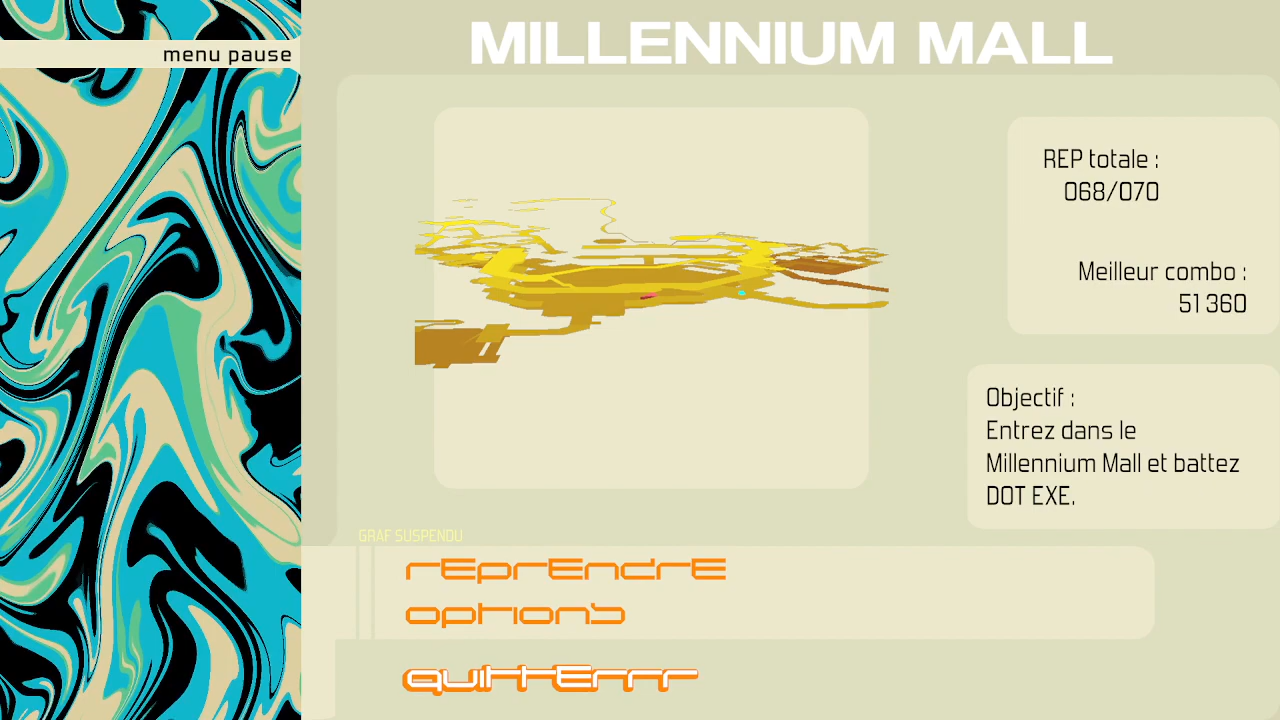 menu pause
MILLENNIUM MALL
REP totale :
068/070
Meilleur combo :
51 360
Objectif :
Entrez dans le
Millennium Mall et battez
DOT EXE.
GRAF SUSPENDU
rEprEndrE
options
quittErrr